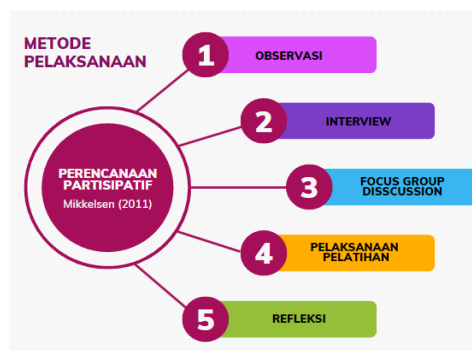 METODE
PELAKSANAAN
PERENCANAAN
PARTISIPATIF
Mikkelsen (2011)
1
OBSERVASI
2
INTERVIEW
3
FOCUS GROUP
DISSCUSSION
4
PELAKSANAAN
PELATIHAN
5
REFLEKSI